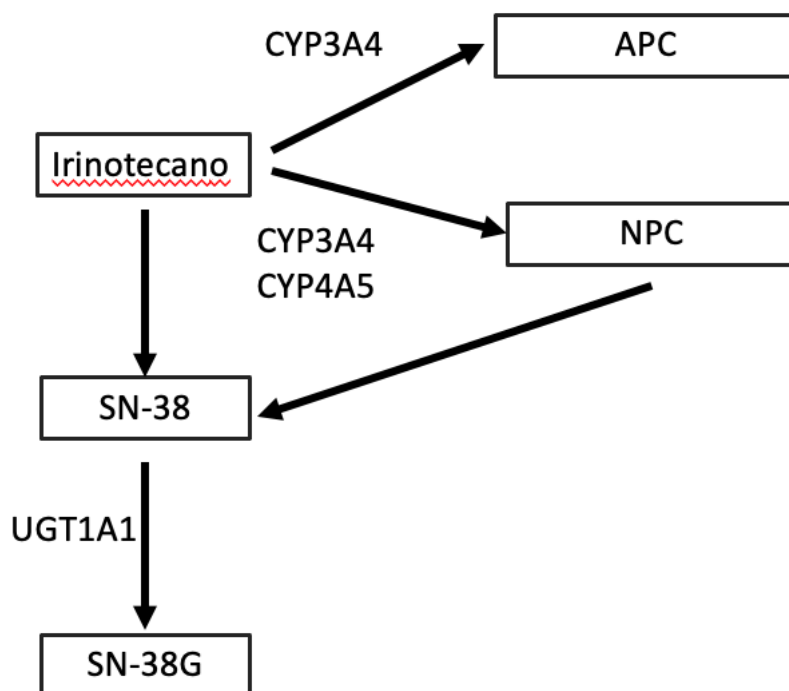 CYP3A4
APC
Irinotecano
NPC
CYP3A4
CYP4A5
SN-38
UGT1A1
SN-38G